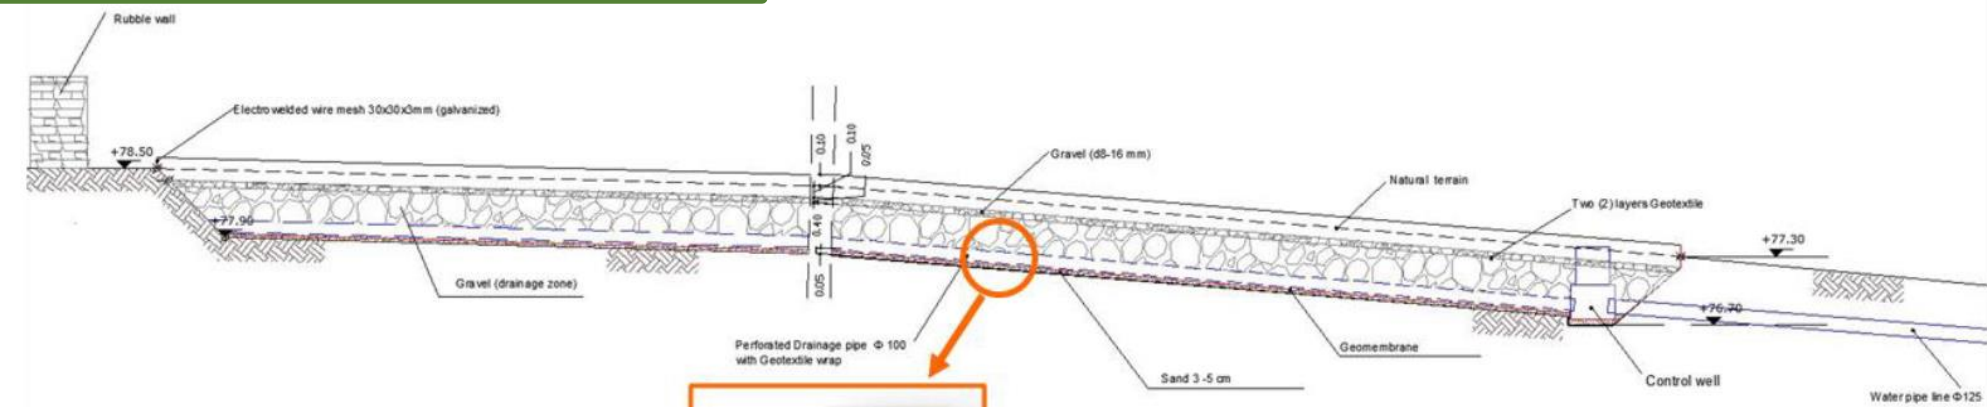 Rubble wall
Electrowelded wire mesh 30x30x3mm (galvanized)
+78.50
0.10
0.10
0.05
Gravel (d8-16 mm)
Natural terrain
Two (2) layers Geotextile
+77.30
+77.90
0.40
0.05
Gravel (drainage zone)
+76.70
Perforated Drainage pipe Φ 100
with Geotextile wrap
Geomembrane
Sand 3 -5 cm
Control well
Water pipe line Φ125